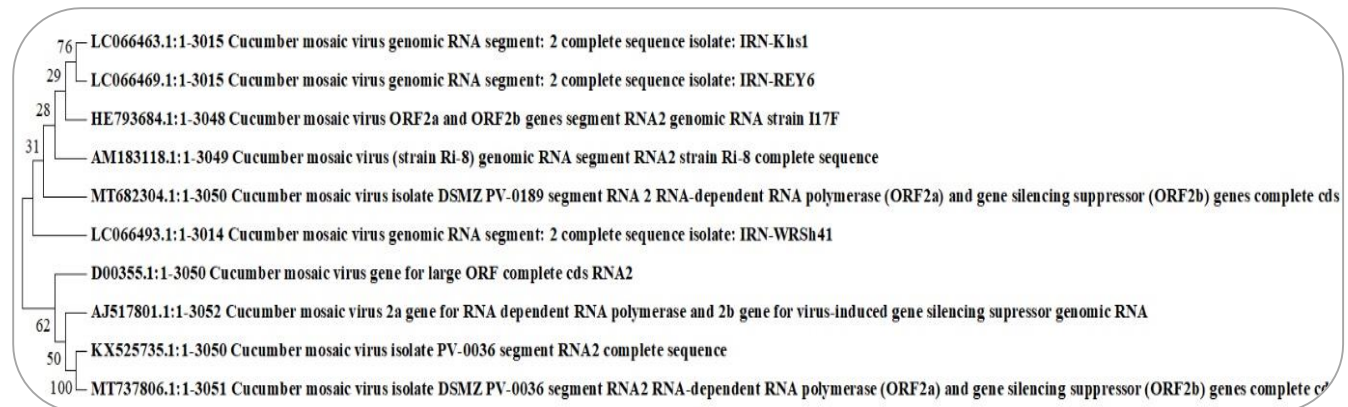 76 LC066463.1:1-3015 Cucumber mosaic virus genomic RNA segment: 2 complete sequence isolate: IRN-Khs1
29 LC066469.1:1-3015 Cucumber mosaic virus genomic RNA segment: 2 complete sequence isolate: IRN-REY6
28 HE793684.1:1-3048 Cucumber mosaic virus ORF2a and ORF2b genes segment RNA2 genomic RNA strain I17F
31 AM183118.1:1-3049 Cucumber mosaic virus (strain Ri-8) genomic RNA segment RNA2 strain Ri-8 complete sequence
MT682304.1:1-3050 Cucumber mosaic virus isolate DSMZ PV-0189 segment RNA 2 RNA-dependent RNA polymerase (ORF2a) and gene silencing suppressor (ORF2b) genes complete cds
LC066493.1:1-3014 Cucumber mosaic virus genomic RNA segment: 2 complete sequence isolate: IRN-WRSh41
D00355.1:1-3050 Cucumber mosaic virus gene for large ORF complete cds RNA2
62 AJ517801.1:1-3052 Cucumber mosaic virus 2a gene for RNA dependent RNA polymerase and 2b gene for virus-induced gene silencing supressor genomic RNA
50 KX525735.1:1-3050 Cucumber mosaic virus isolate PV-0036 segment RNA2 complete sequence
100 MT737806.1:1-3051 Cucumber mosaic virus isolate DSMZ PV-0036 segment RNA2 RNA-dependent RNA polymerase (ORF2a) and gene silencing suppressor (ORF2b) genes complete